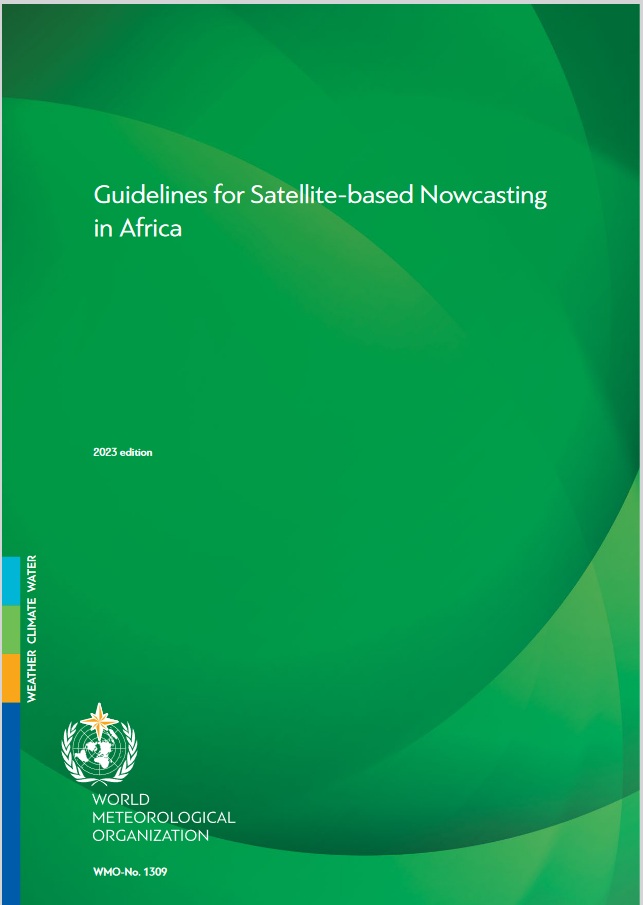 Guidelines for Satellite-based Nowcasting
in Africa
2023 edition
WEATHER CLIMATE WATER
WORLD
METEOROLOGICAL
ORGANIZATION
WMO-No. 1309